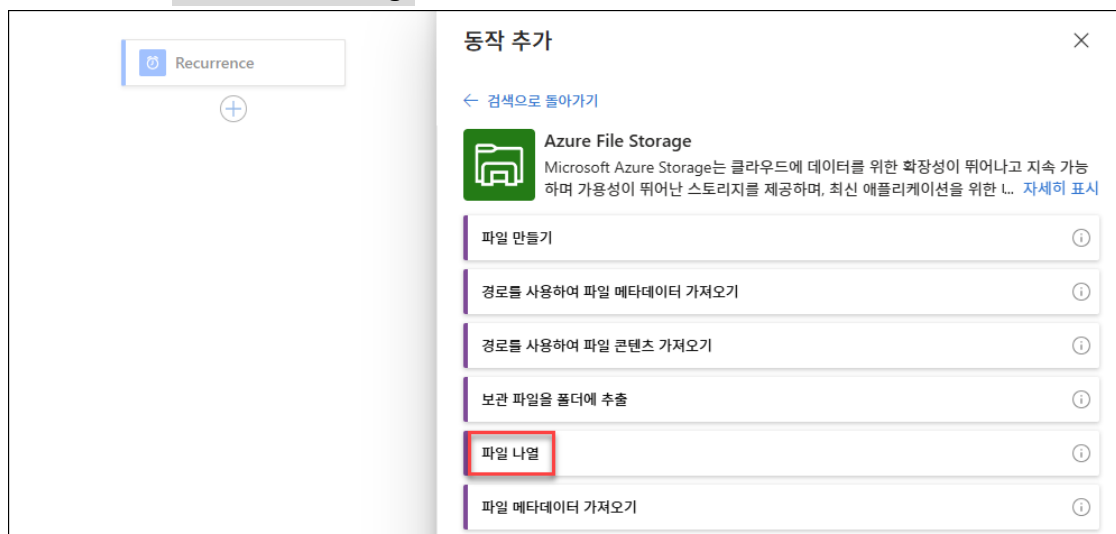 Recurrence
동작 추가
← 검색으로 돌아가기
Azure File Storage
Microsoft Azure Storage는 클라우드에 데이터를 위한 확장성이 뛰어나고 지속 가능
하며 가용성이 뛰어난 스토리지를 제공하며, 최신 애플리케이션을 위한 ... 자세히 표시
파일 만들기
경로를 사용하여 파일 메타데이터 가져오기
경로를 사용하여 파일 콘텐츠 가져오기
보관 파일을 폴더에 추출
파일 나열
파일 메타데이터 가져오기